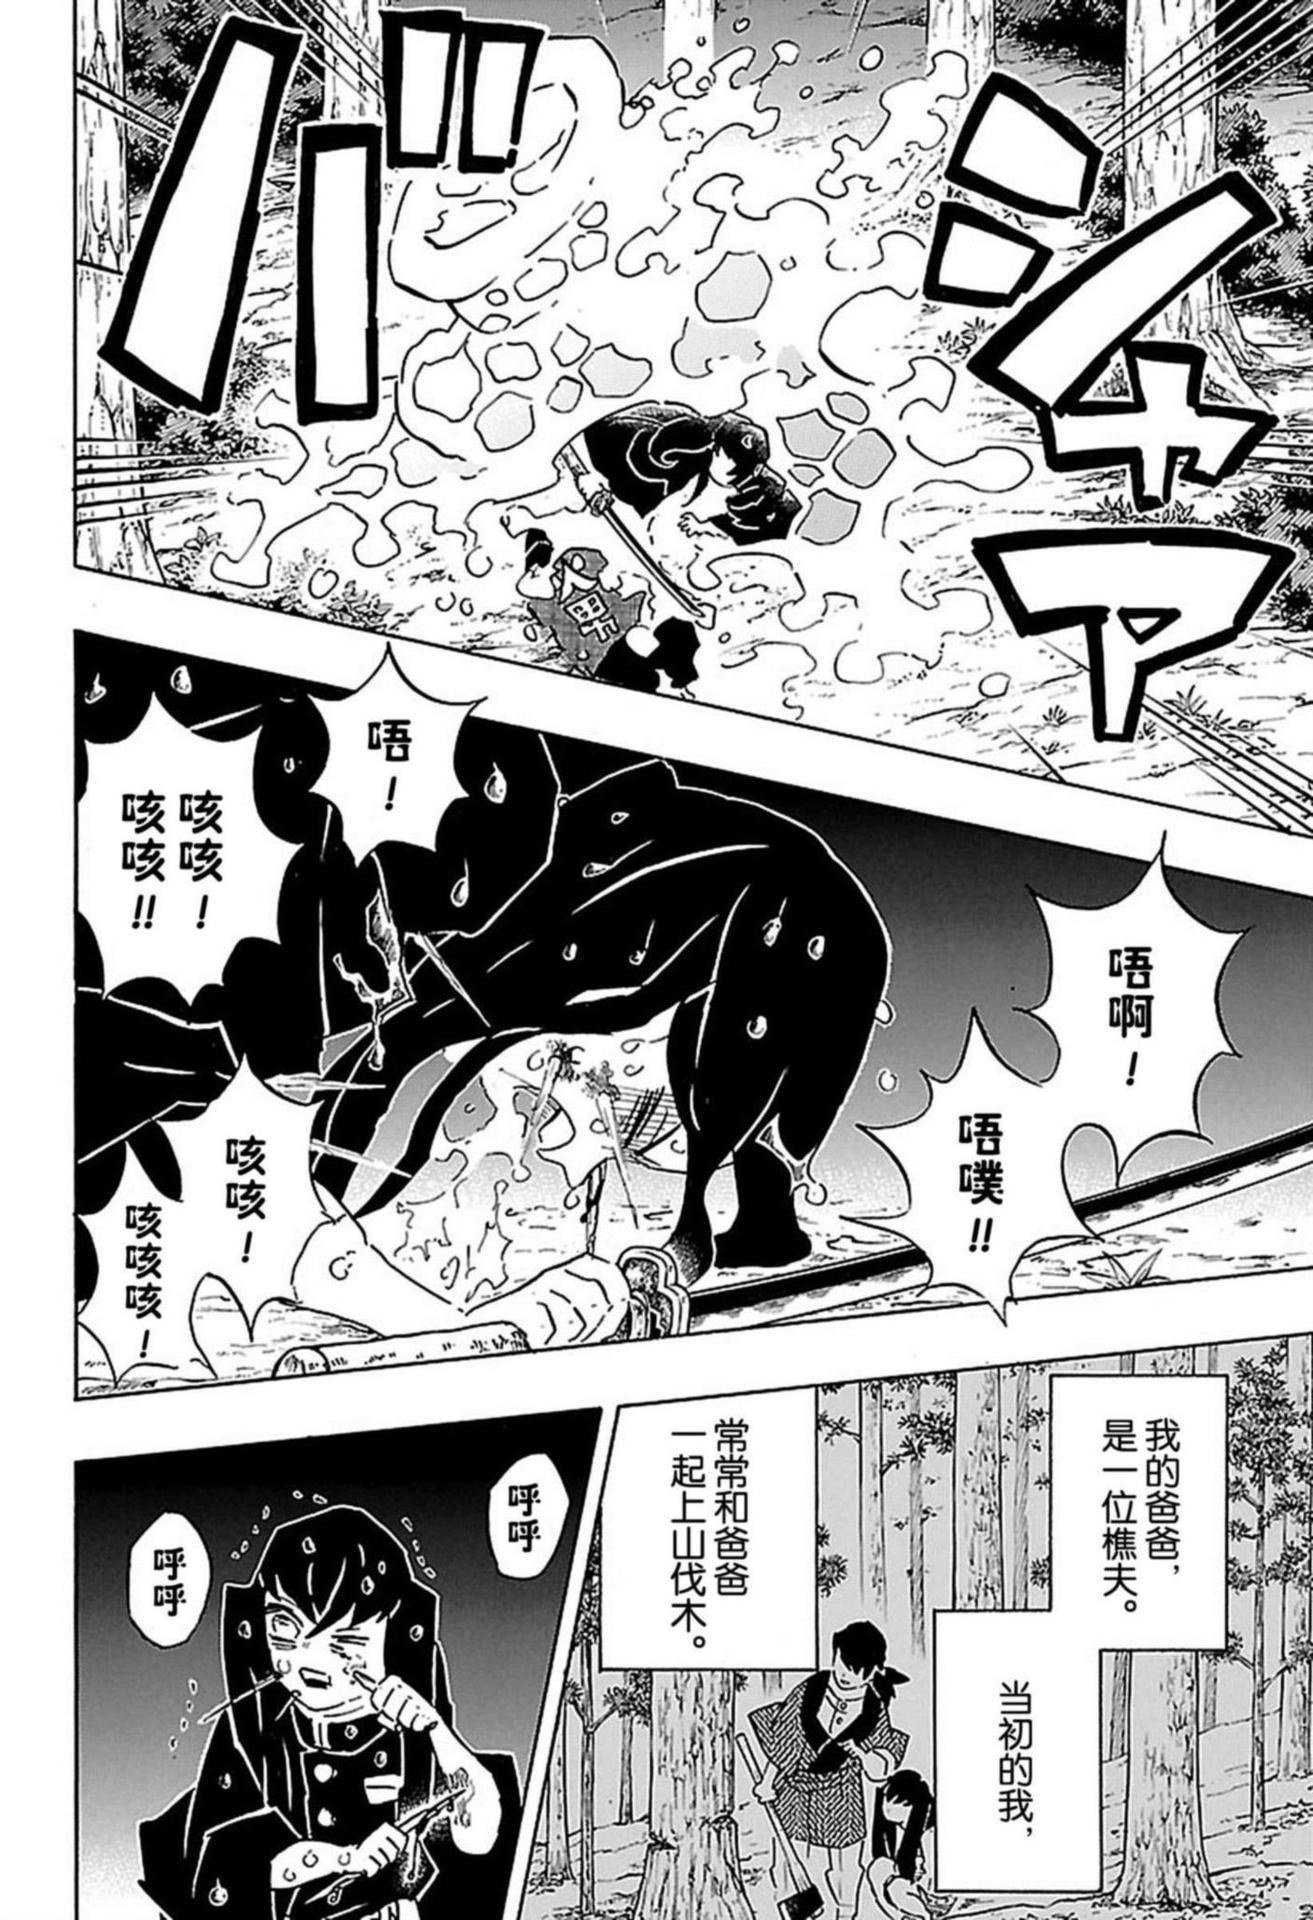 バシャア
唔啊！
唔噗!!
唔！
咳咳！
咳咳!!
咳咳！
咳咳咳！
我的爸爸，
是一位樵夫。
当初的我，
常常和爸爸
一起上山伐木。
呼呼
呼呼